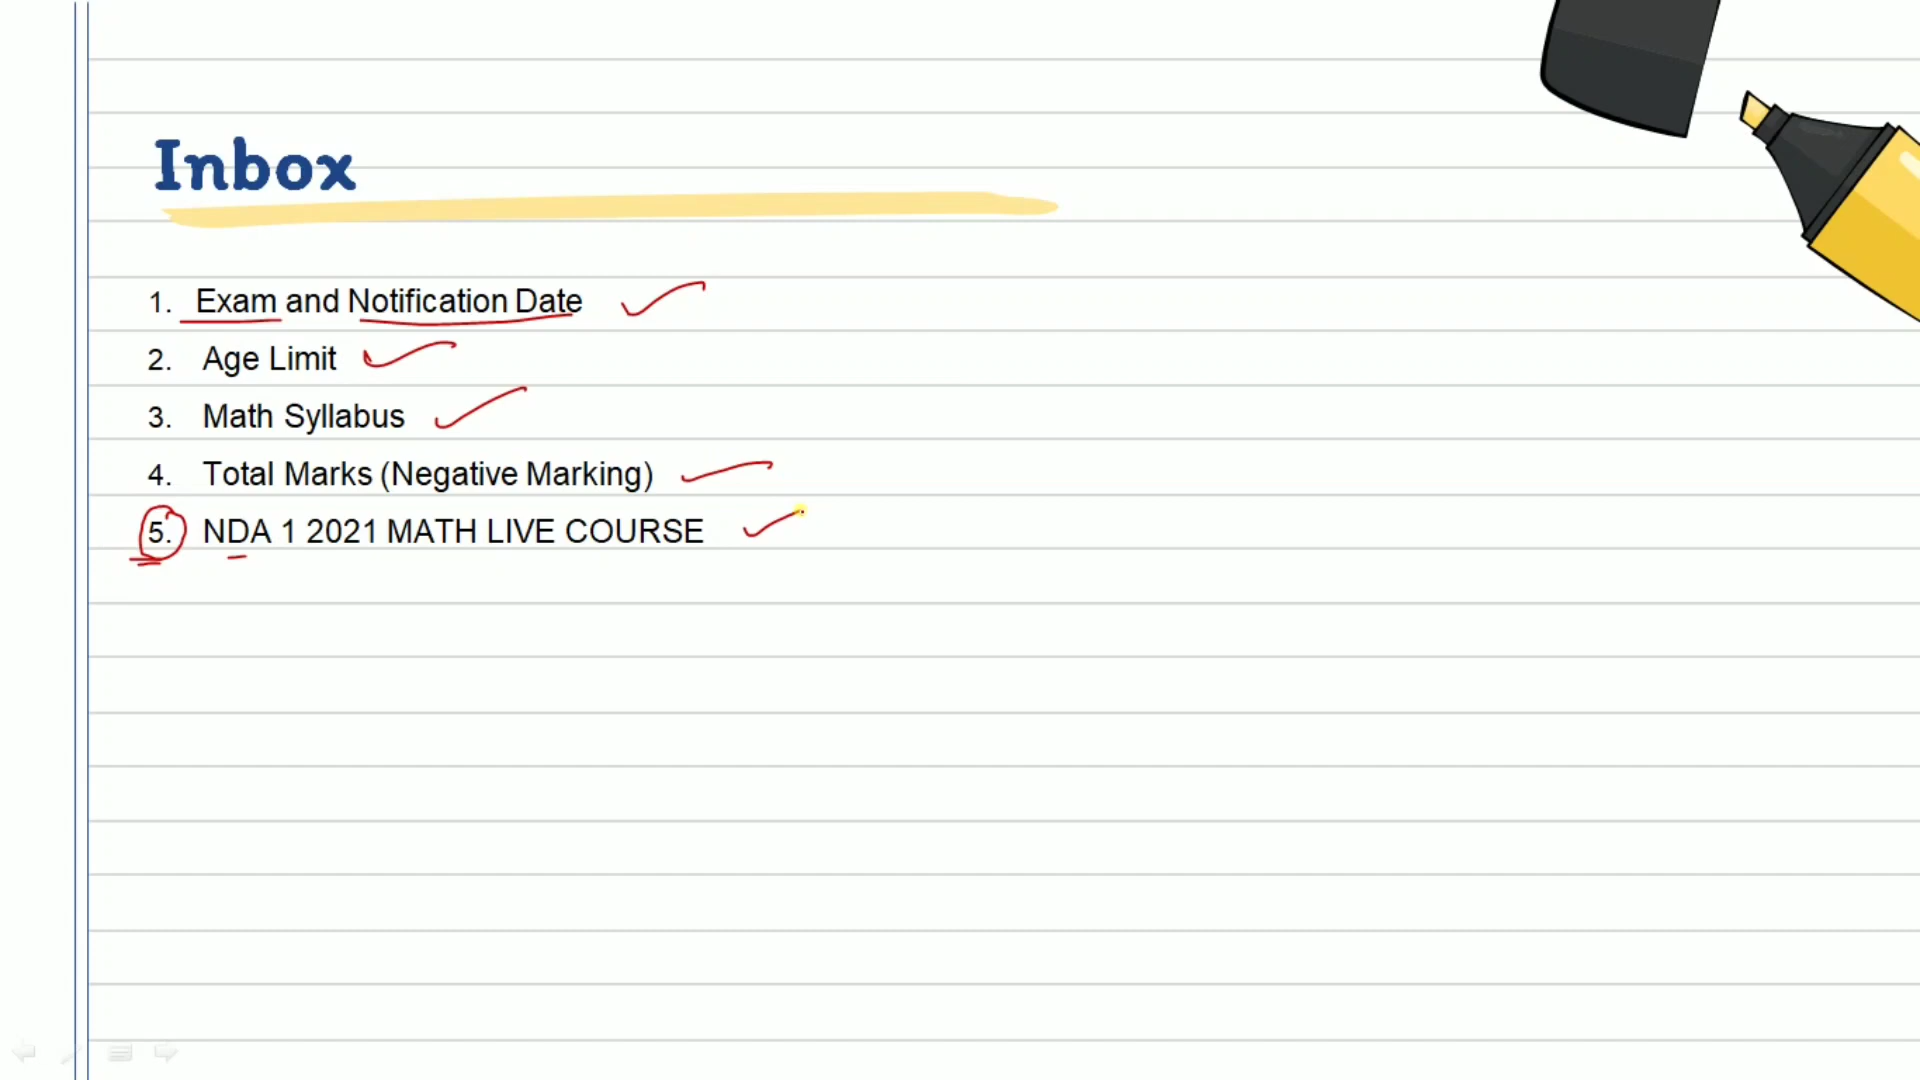 Inbox
1. Exam and Notification Date
2. Age Limit
3. Math Syllabus
4. Total Marks (Negative Marking)
5. NDA 1 2021 MATH LIVE COURSE